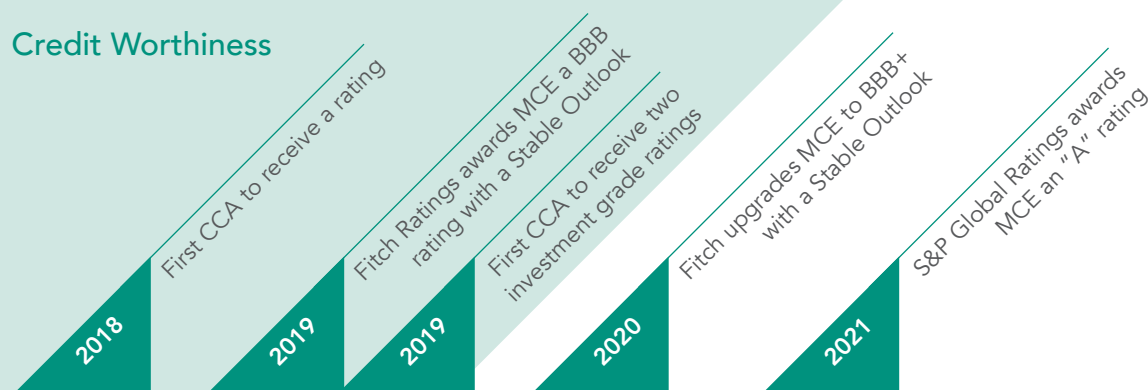 Credit Worthiness
2018
First CCA to receive a rating
2019
Fitch Ratings awards MCE a BBB
rating with a Stable Outlook
2019
First CCA to receive two
investment grade ratings
2020
Fitch upgrades MCE to BBB+
with a Stable Outlook
2021
S&P Global Ratings awards
MCE an "A" rating